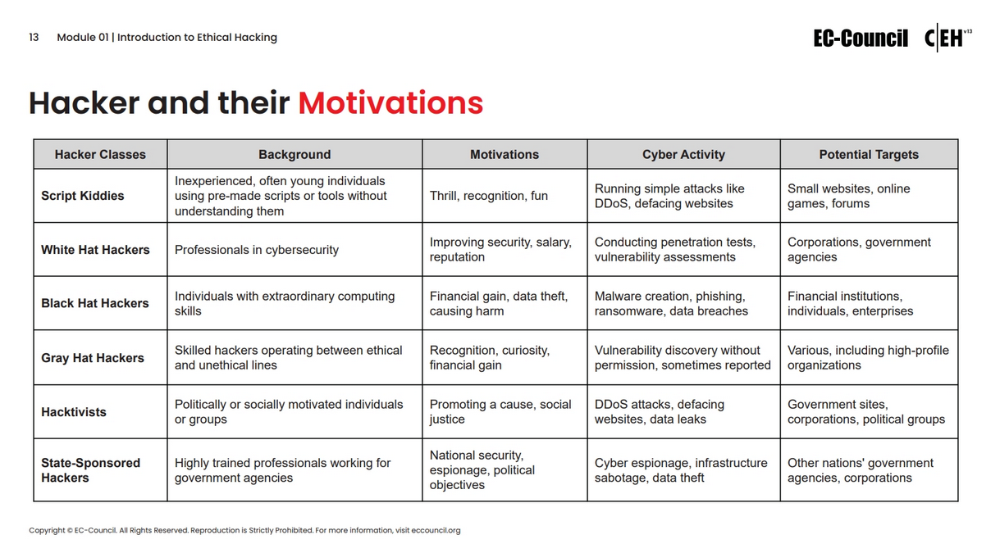 13 Module 01 | Introduction to Ethical Hacking
EC-Council C|EH v13
Hacker and their Motivations
Hacker Classes
Background
Motivations
Cyber Activity
Potential Targets
Script Kiddies
Inexperienced, often young individuals
using pre-made scripts or tools without
understanding them
Thrill, recognition, fun
Running simple attacks like
DDoS, defacing websites
Small websites, online
games, forums
White Hat Hackers
Professionals in cybersecurity
Improving security, salary,
reputation
Conducting penetration tests,
vulnerability assessments
Corporations, government
agencies
Black Hat Hackers
Individuals with extraordinary computing
skills
Financial gain, data theft,
causing harm
Malware creation, phishing,
ransomware, data breaches
Financial institutions,
individuals, enterprises
Gray Hat Hackers
Skilled hackers operating between ethical
and unethical lines
Recognition, curiosity,
financial gain
Vulnerability discovery without
permission, sometimes reported
Various, including high-profile
organizations
Hacktivists
Politically or socially motivated individuals
or groups
Promoting a cause, social
justice
DDoS attacks, defacing
websites, data leaks
Government sites,
corporations, political groups
State-Sponsored
Hackers
Highly trained professionals working for
government agencies
National security,
espionage, political
objectives
Cyber espionage, infrastructure
sabotage, data theft
Other nations' government
agencies, corporations
Copyright © EC-Council. All Rights Reserved. Reproduction is Strictly Prohibited. For more information, visit eccouncil.org